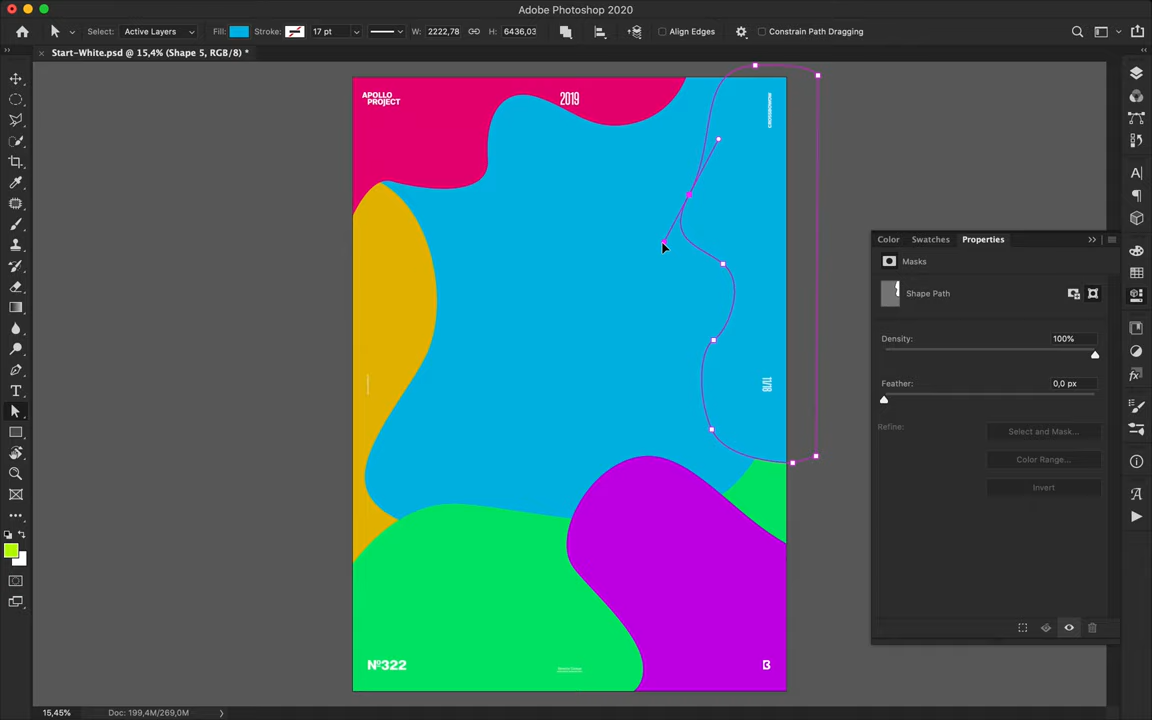 Adobe Photoshop 2020
Select:
Active Layers
Fill:
Stroke:
17 pt
W: 2222,78
H: 6436,03
Align Edges
Constrain Path Dragging
Start-White.psd @ 15,4% (Shape 5, RGB/8) *
APOLLO
PROJECT
2019
CROSSBOWERS
11/18
Nº322
B
Color
Swatches
Properties
Masks
Shape Path
Density:
100%
Feather:
0,0 px
Refine:
Select and Mask...
Color Range...
Invert
15,45%
Doc: 199,4M/269,0M